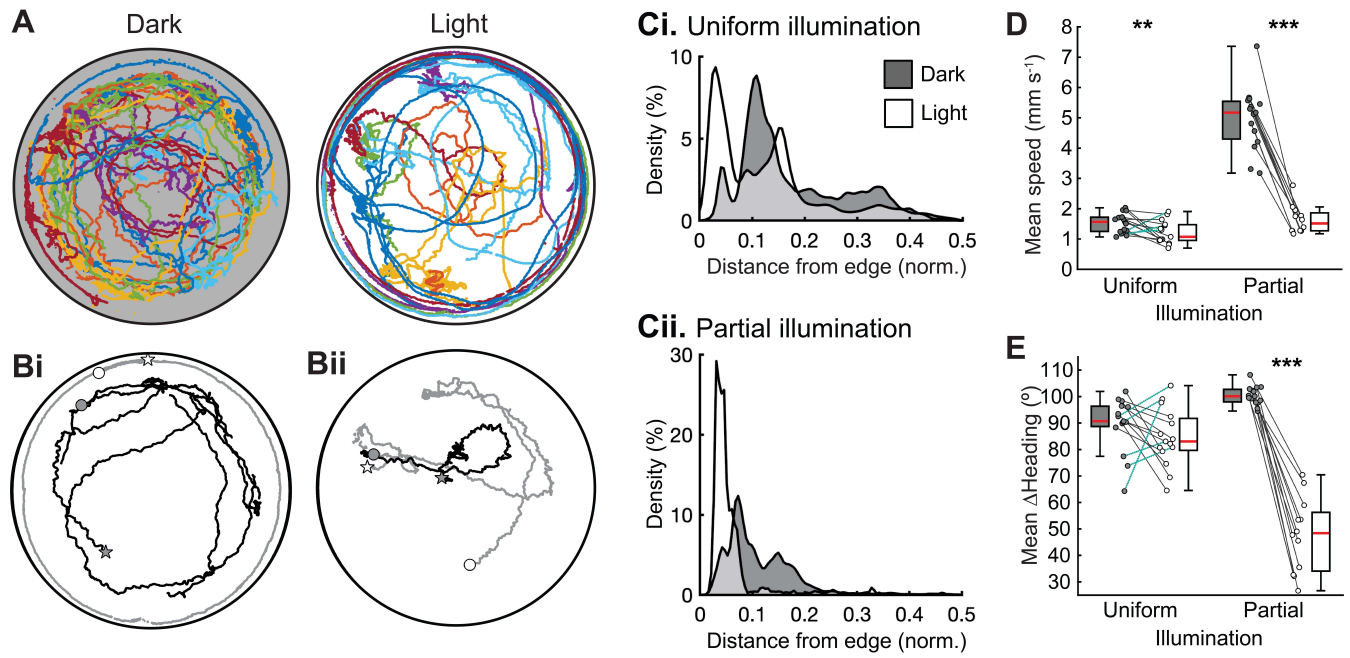 A
Dark
Light
Bi
Bii
Ci. Uniform illumination
Density (%)
10
5
0
Dark
Light
0 0.1 0.2 0.3 0.4 0.5
Distance from edge (norm.)
Cii. Partial illumination
Density (%)
30
20
10
0
0 0.1 0.2 0.3 0.4 0.5
Distance from edge (norm.)
D
Mean speed (mm s⁻¹)
8
7
6
5
4
3
2
1
0
** ***
Uniform Partial
Illumination
E
Mean ΔHeading (º)
110
100
90
80
70
60
50
40
30
***
Uniform Partial
Illumination